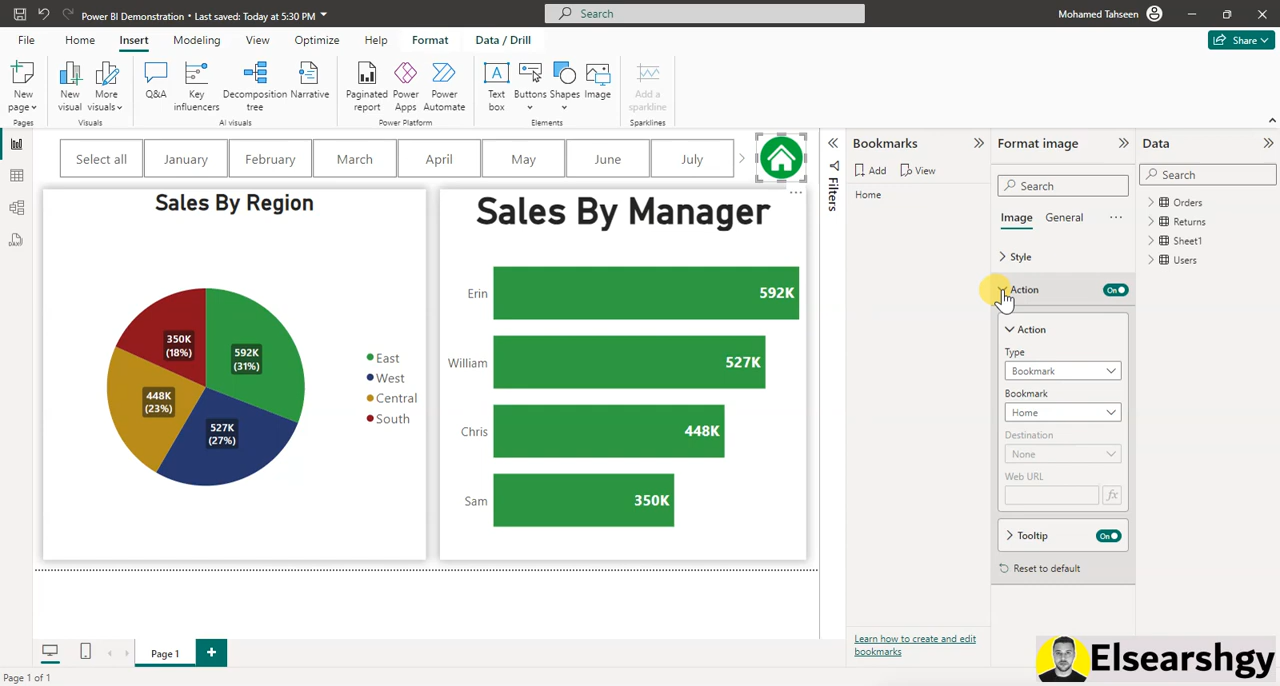 Power BI Demonstration • Last saved: Today at 5:30 PM
Search
Mohamed Tahseen
File Home Insert Modeling View Optimize Help Format Data / Drill
Share
New page
New visual
More visuals
Q&A
Key influencers
Decomposition tree
Narrative
Paginated report
Power Apps
Power Automate
Text box
Buttons
Shapes
Image
Add a sparkline
Pages
Visuals
AI visuals
Power Platform
Elements
Sparklines
Select all January February March April May June July
Sales By Region
350K
(18%)
592K
(31%)
448K
(23%)
527K
(27%)
East
West
Central
South
Sales By Manager
Erin 592K
William 527K
Chris 448K
Sam 350K
Filters
Bookmarks
Add View
Home
Learn how to create and edit
bookmarks
Format image
Search
Image General
Style
Action On
Action
Type
Bookmark
Bookmark
Home
Destination
None
Web URL
fx
Tooltip On
Reset to default
Data
Search
Orders
Returns
Sheet1
Users
Page 1
Page 1 of 1
Elsearshgy